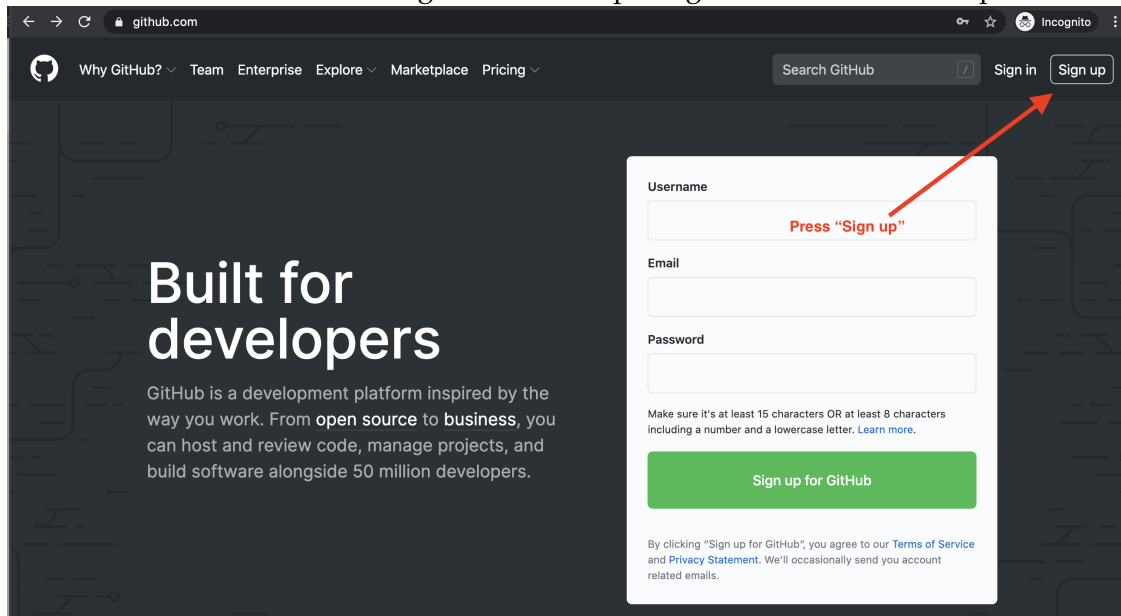 github.com
Incognito
Why GitHub? Team Enterprise Explore Marketplace Pricing
Search GitHub / Sign in Sign up
Username
Press “Sign up”
Email
Built for
developers
Password
GitHub is a development platform inspired by the
way you work. From open source to business, you
can host and review code, manage projects, and
build software alongside 50 million developers.
Make sure it's at least 15 characters OR at least 8 characters
including a number and a lowercase letter. Learn more.
Sign up for GitHub
By clicking “Sign up for GitHub”, you agree to our Terms of Service
and Privacy Statement. We’ll occasionally send you account
related emails.